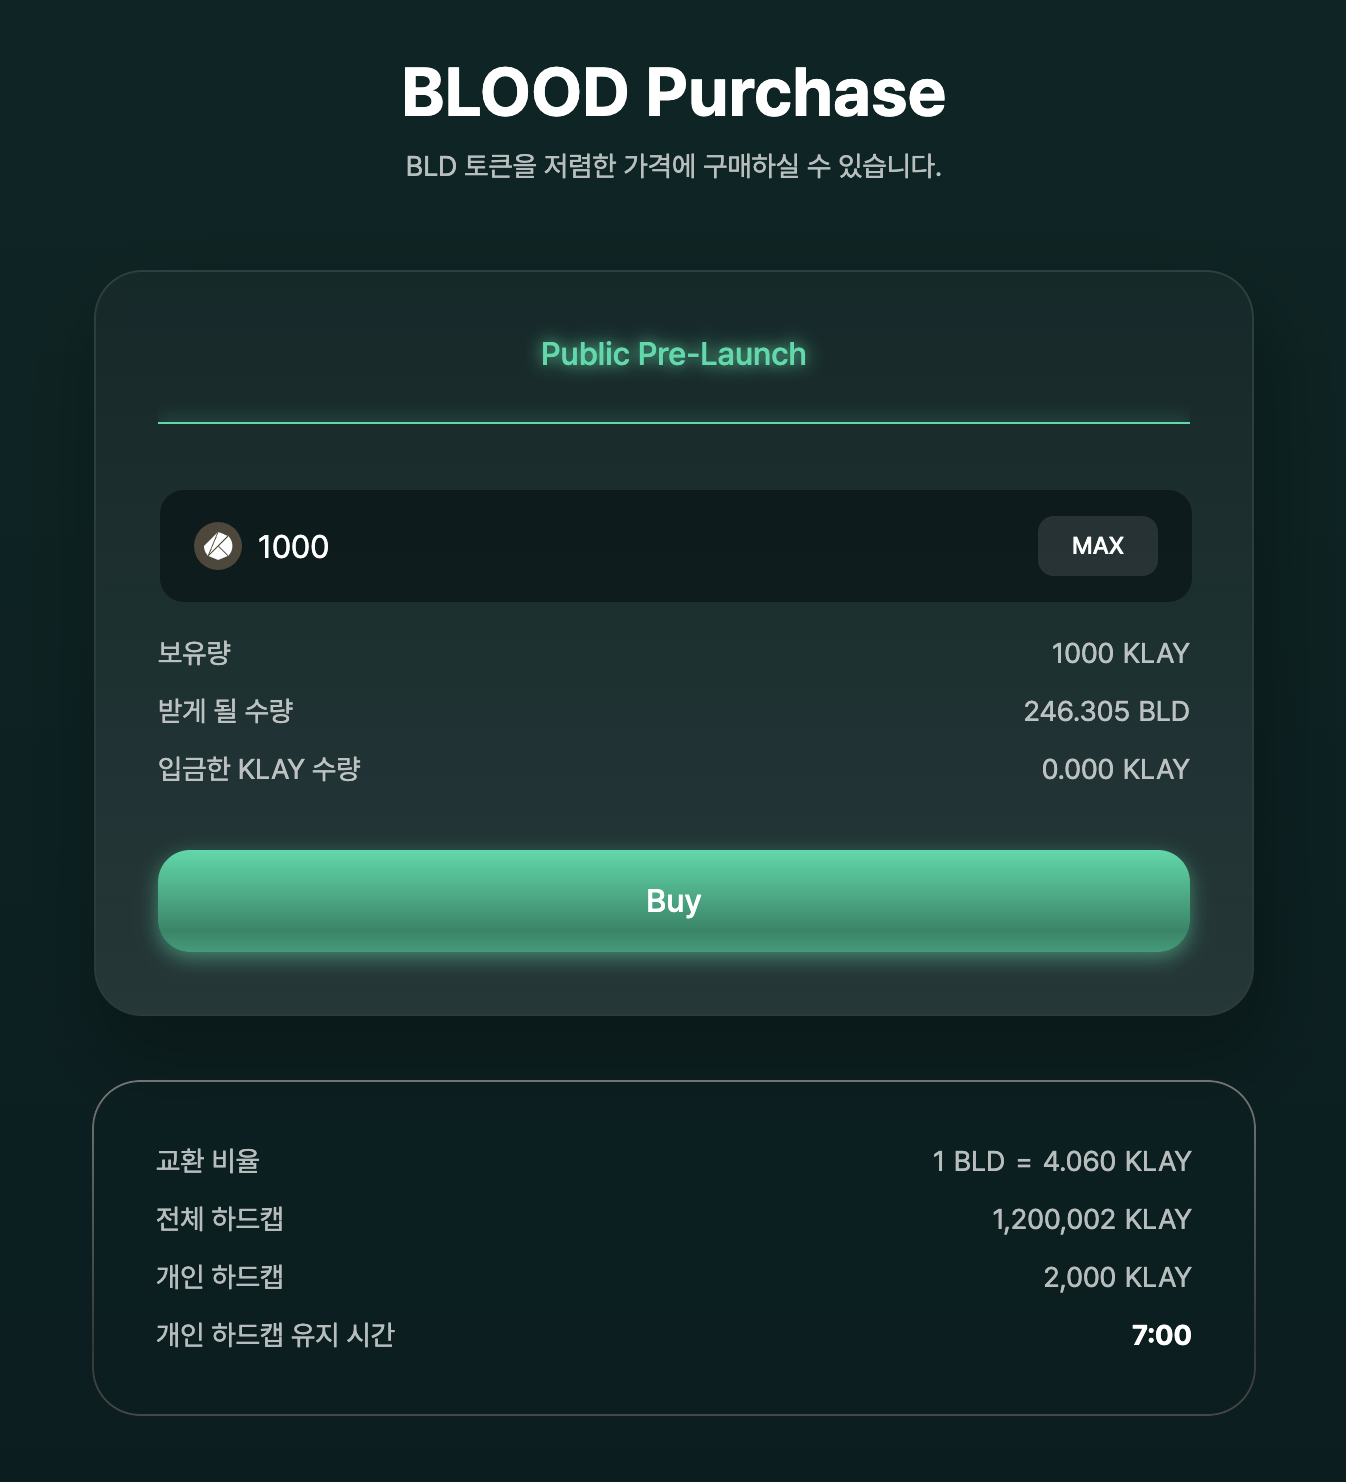 BLOOD Purchase
BLD 토큰을 저렴한 가격에 구매하실 수 있습니다.
Public Pre-Launch
1000 MAX
보유량 1000 KLAY
받게 될 수량 246.305 BLD
입금한 KLAY 수량 0.000 KLAY
Buy
교환 비율 1 BLD = 4.060 KLAY
전체 하드캡 1,200,002 KLAY
개인 하드캡 2,000 KLAY
개인 하드캡 유지 시간 7:00